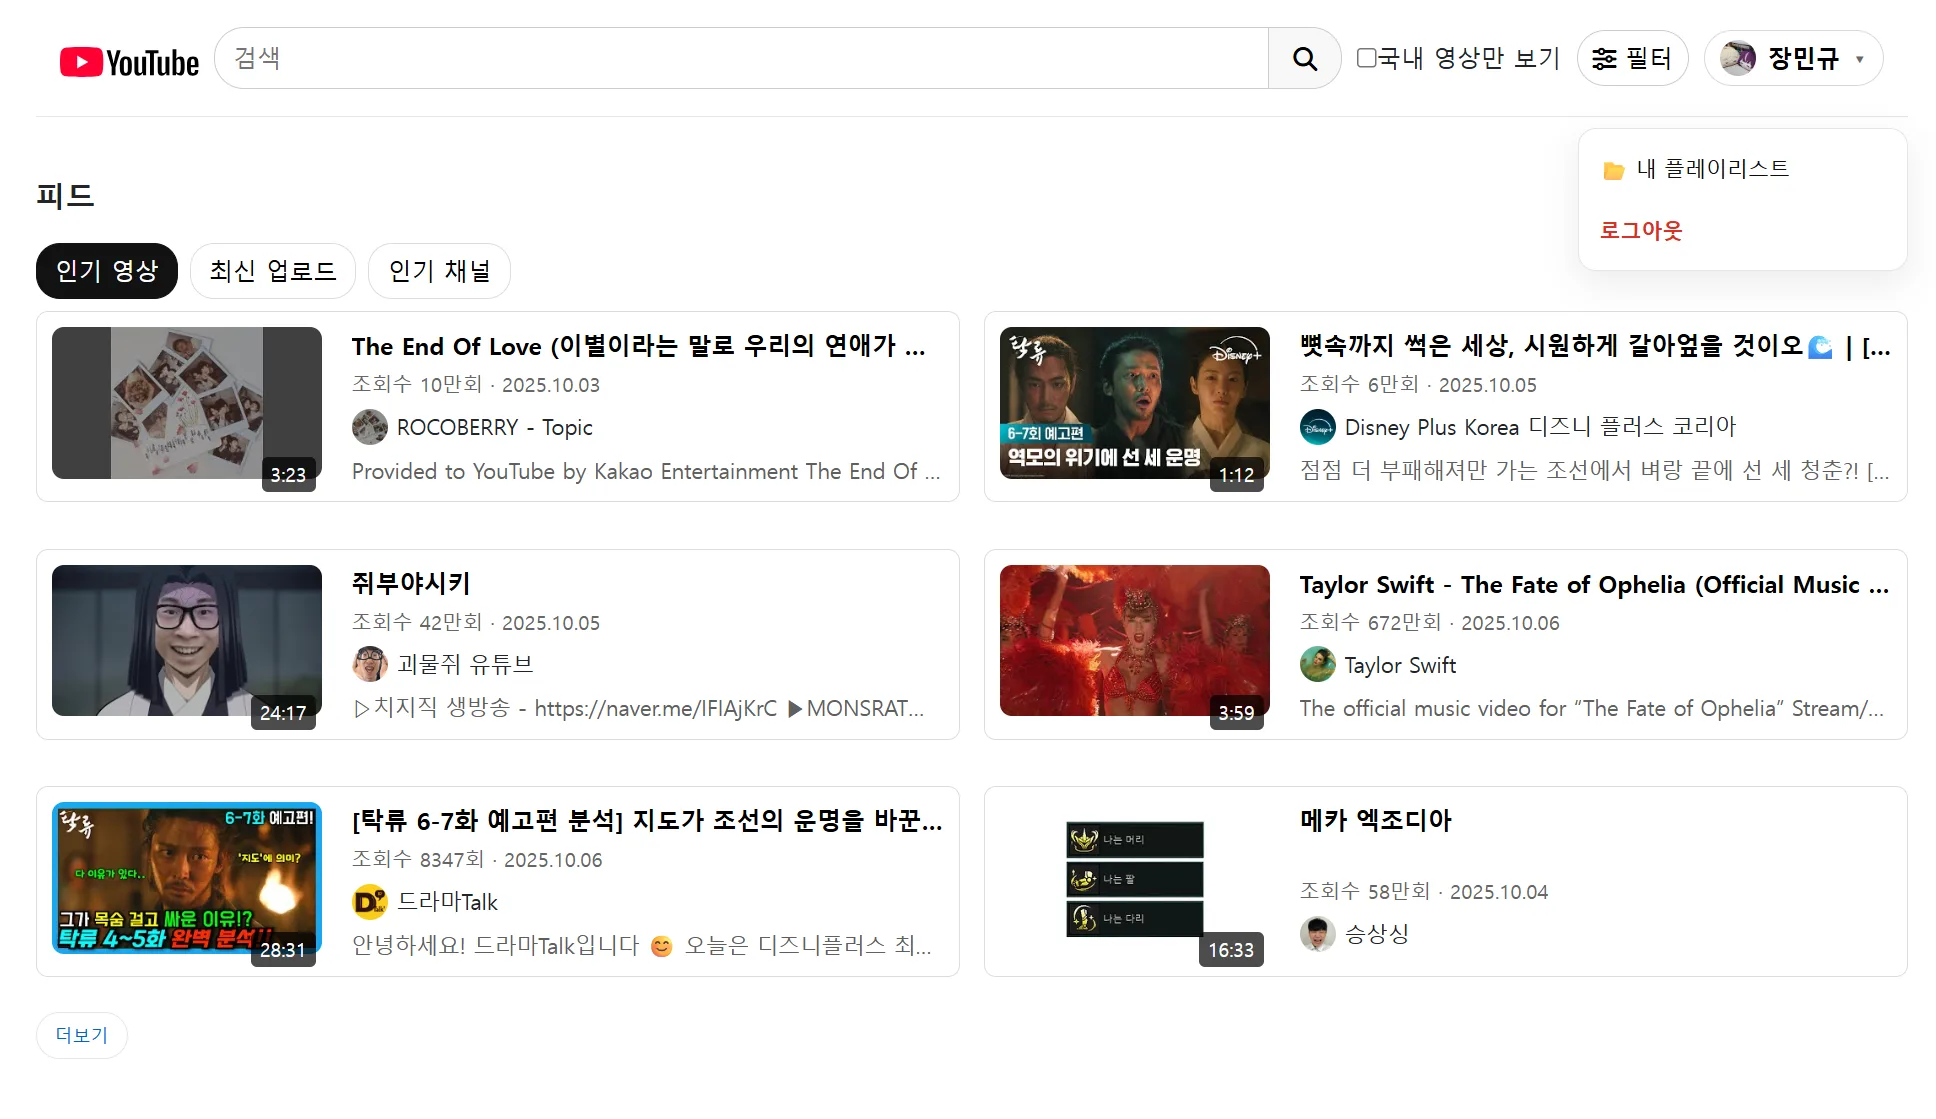 YouTube
검색
국내 영상만 보기
필터
장민규
내 플레이리스트
로그아웃
피드
인기 영상
최신 업로드
인기 채널
3:23
The End Of Love (이별이라는 말로 우리의 연애가 ...
조회수 10만회 · 2025.10.03
ROCOBERRY - Topic
Provided to YouTube by Kakao Entertainment The End Of ...
탁류
Disney+
6-7회 예고편
역모의 위기에 선 세 운명
1:12
뼛속까지 썩은 세상, 시원하게 갈아엎을 것이오🌊 | [...
조회수 6만회 · 2025.10.05
Disney+
Disney Plus Korea 디즈니 플러스 코리아
점점 더 부패해져만 가는 조선에서 벼랑 끝에 선 세 청춘?! [...
24:17
쥐부야시키
조회수 42만회 · 2025.10.05
괴물쥐 유튜브
▷치지직 생방송 - https://naver.me/IFIAjKrC ▶MONSRAT...
3:59
Taylor Swift - The Fate of Ophelia (Official Music ...
조회수 672만회 · 2025.10.06
Taylor Swift
The official music video for “The Fate of Ophelia” Stream/...
탁류
6-7화 예고편!
'지도'에 의미?
다 이유가 있다..
그가 목숨 걸고 싸운 이유!?
탁류 4~5화 완벽 분석!!
28:31
[탁류 6-7화 예고편 분석] 지도가 조선의 운명을 바꾼...
조회수 8347회 · 2025.10.06
드라마Talk
안녕하세요! 드라마Talk입니다 😊 오늘은 디즈니플러스 최...
나는 머리
나는 팔
나는 다리
16:33
메카 엑조디아
조회수 58만회 · 2025.10.04
승상싱
더보기